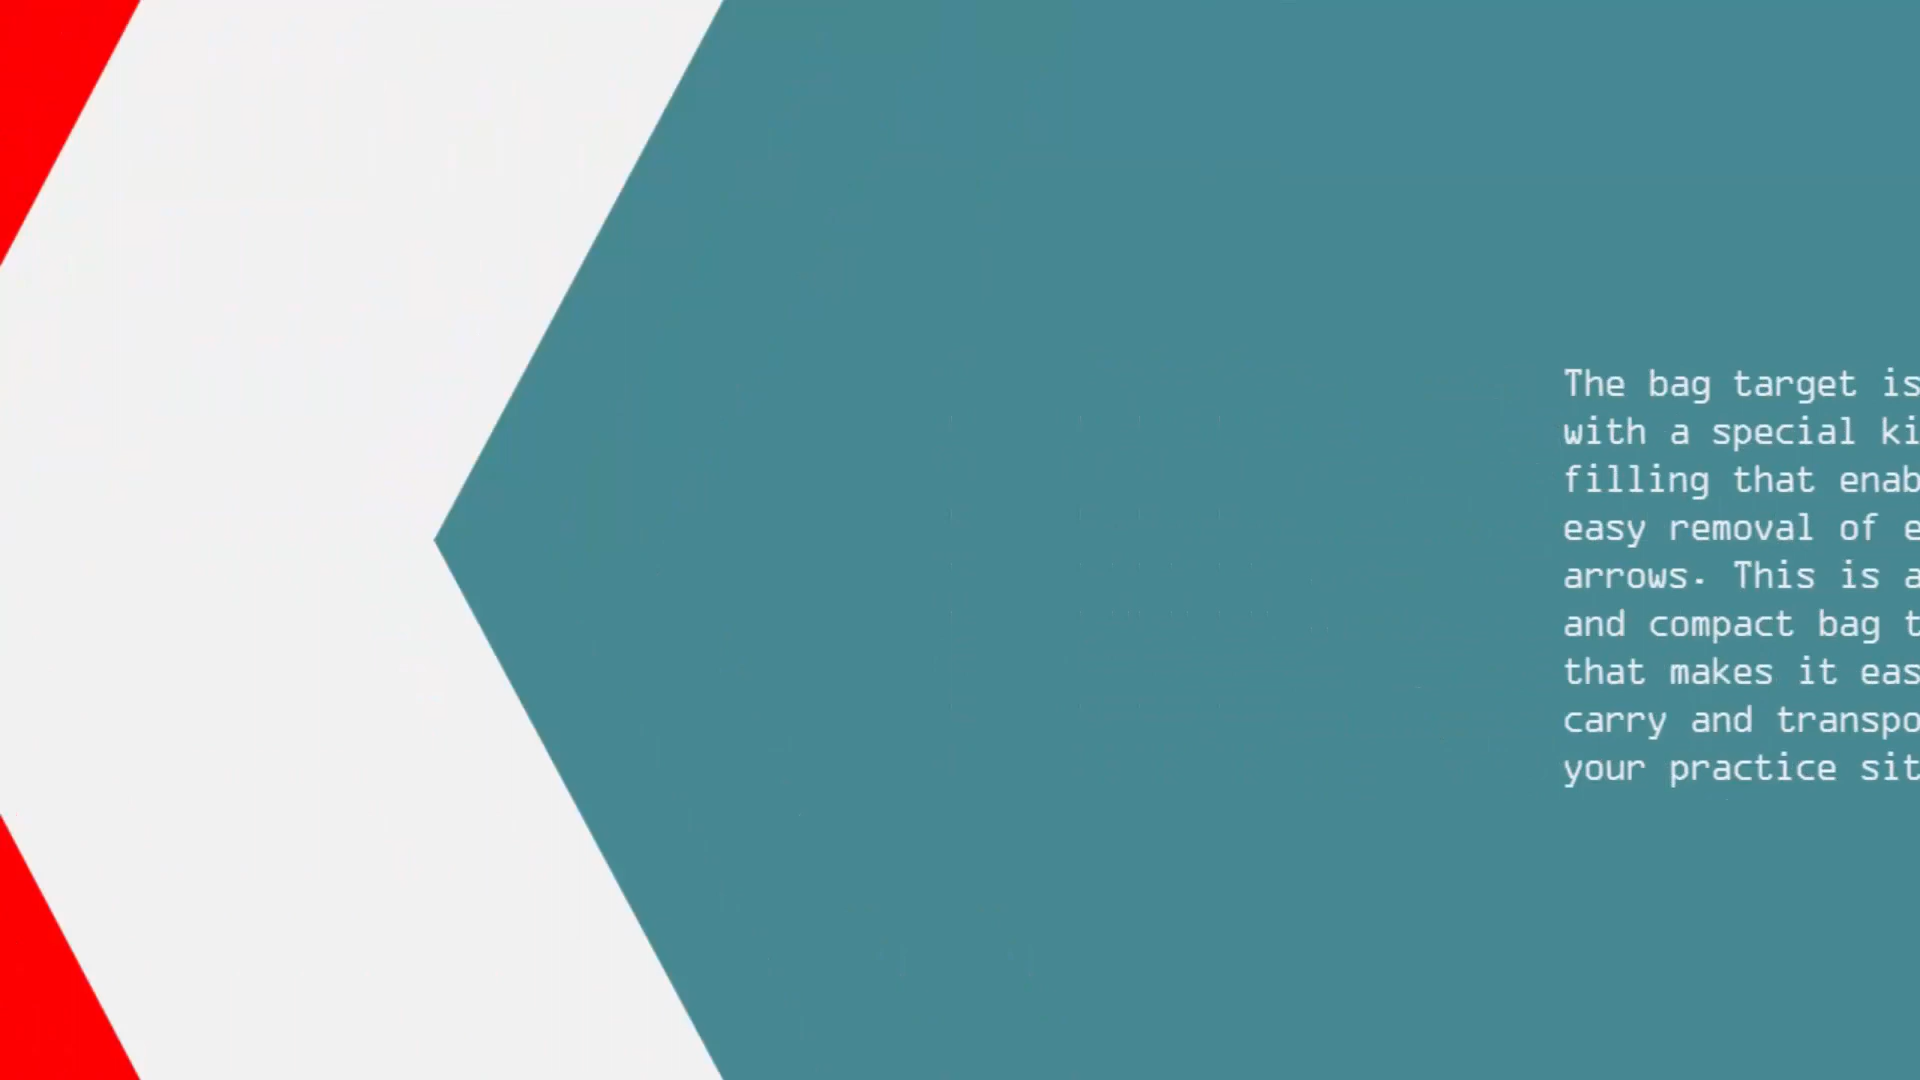 The bag target is
with a special ki
filling that enab
easy removal of e
arrows. This is a
and compact bag t
that makes it eas
carry and transpo
your practice sit